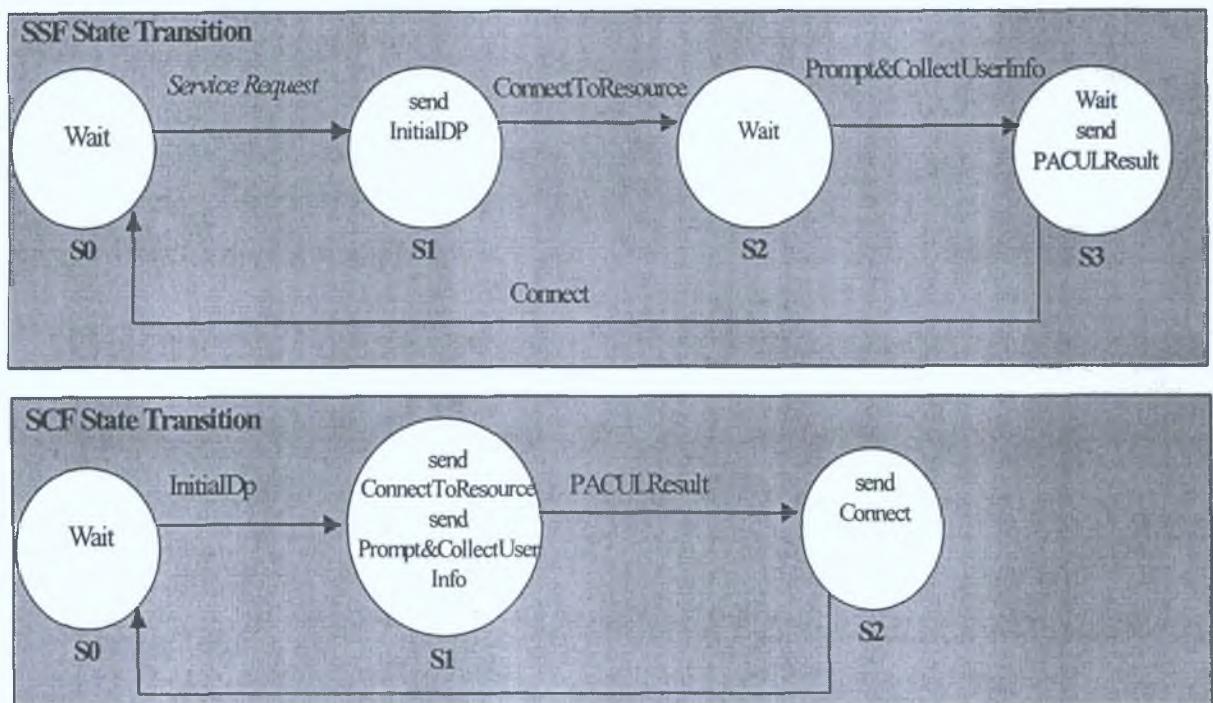 SSF State Transition
Service Request
Prompt&CollectUserInfo
ConnectToResource
Wait
send
InitialDP
Wait
Wait
send
PACULResult
S0
S1
S2
S3
Connect
SCF State Transition
InitialDp
PACULResult
Wait
send
ConnectToResource
send
Prompt&CollectUser
Info
send
Connect
S0
S1
S2